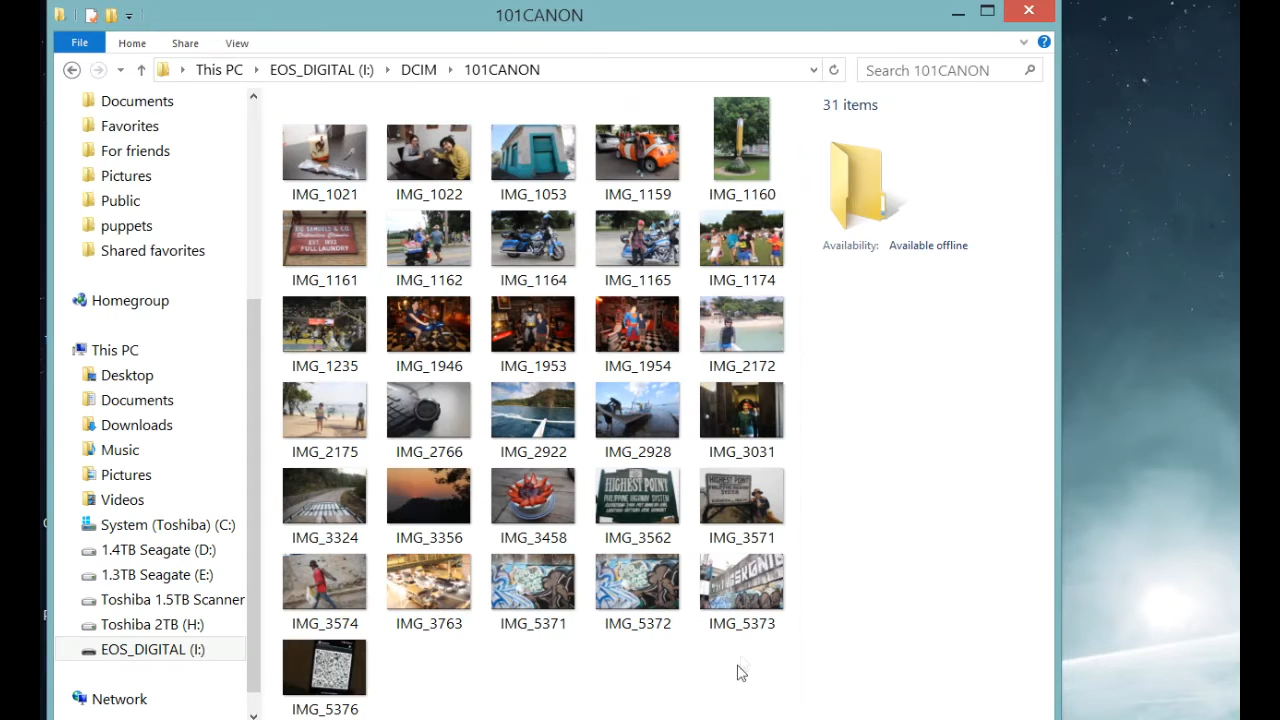 101CANON
File Home Share View
This PC EOS_DIGITAL (I:) DCIM 101CANON
Search 101CANON
Documents
Favorites
For friends
Pictures
Public
puppets
Shared favorites
Homegroup
This PC
Desktop
Documents
Downloads
Music
Pictures
Videos
System (Toshiba) (C:)
1.4TB Seagate (D:)
1.3TB Seagate (E:)
Toshiba 1.5TB Scanner
Toshiba 2TB (H:)
EOS_DIGITAL (I:)
Network
IMG_1021 IMG_1022 IMG_1053 IMG_1159 IMG_1160
IMG_1161 IMG_1162 IMG_1164 IMG_1165 IMG_1174
IMG_1235 IMG_1946 IMG_1953 IMG_1954 IMG_2172
IMG_2175 IMG_2766 IMG_2922 IMG_2928 IMG_3031
HIGHEST POINT
PHILIPPINE HIGHWAY SYSTEM
HIGHEST POINT
IMG_3324 IMG_3356 IMG_3458 IMG_3562 IMG_3571
IMG_3574 IMG_3763 IMG_5371 IMG_5372 IMG_5373
IMG_5376
31 items
Availability: Available offline